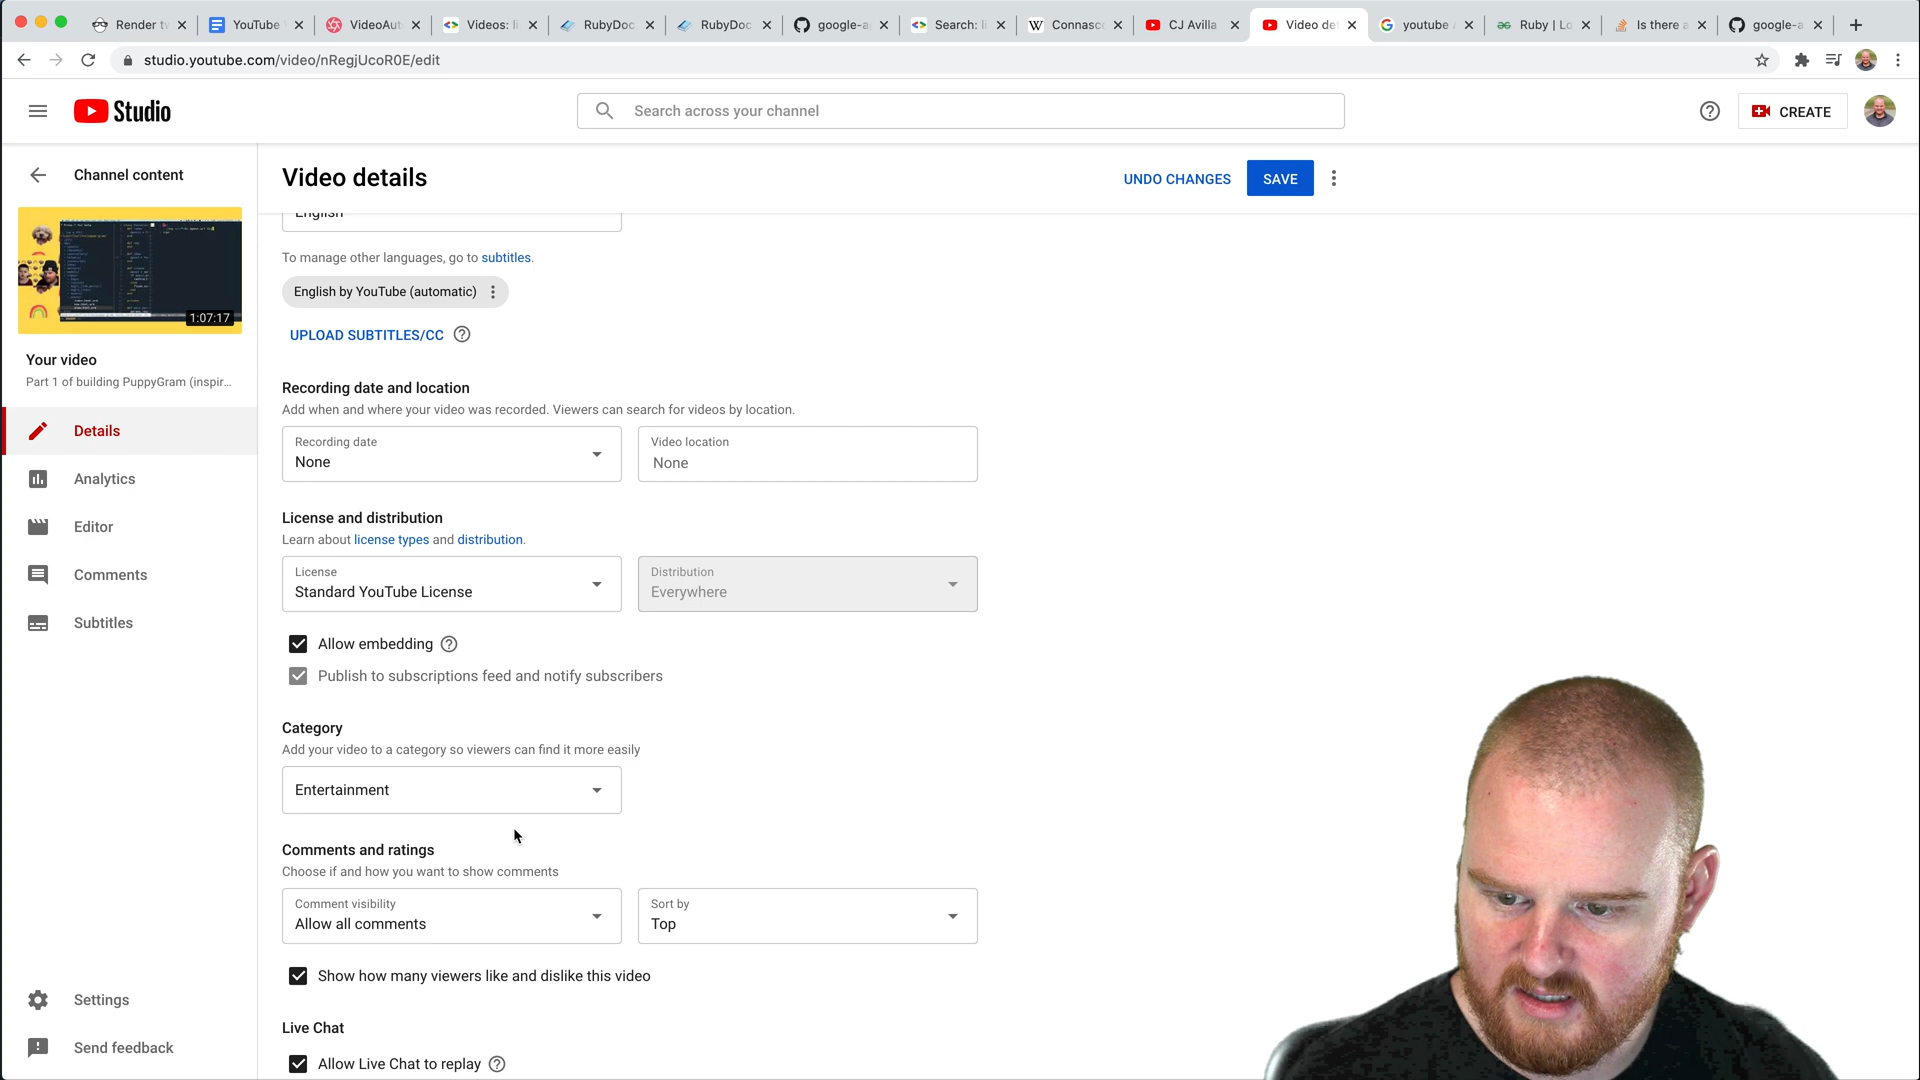 Render tv
YouTube
VideoAut
Videos: li
RubyDoc
RubyDoc
google-a
Search: li
Connasc
CJ Avilla
Video det
youtube
Ruby | Lo
Is there a
google-a
studio.youtube.com/video/nRegjUcoR0E/edit
Studio
Search across your channel
CREATE
Channel content
Video details
UNDO CHANGES
SAVE
English
To manage other languages, go to subtitles.
English by YouTube (automatic)
1:07:17
UPLOAD SUBTITLES/CC
Your video
Part 1 of building PuppyGram (inspir...
Recording date and location
Add when and where your video was recorded. Viewers can search for videos by location.
Details
Recording date
None
Video location
None
Analytics
License and distribution
Editor
Learn about license types and distribution.
License
Standard YouTube License
Distribution
Everywhere
Comments
Subtitles
Allow embedding
Publish to subscriptions feed and notify subscribers
Category
Add your video to a category so viewers can find it more easily
Entertainment
Comments and ratings
Choose if and how you want to show comments
Comment visibility
Allow all comments
Sort by
Top
Show how many viewers like and dislike this video
Settings
Live Chat
Send feedback
Allow Live Chat to replay